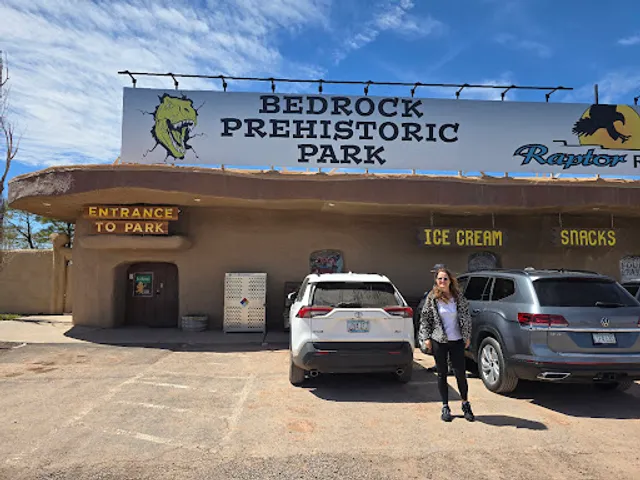 BEDROCK
PREHISTORIC
PARK
Raptor R
ENTRANCE
TO PARK
ICE CREAM
SNACKS